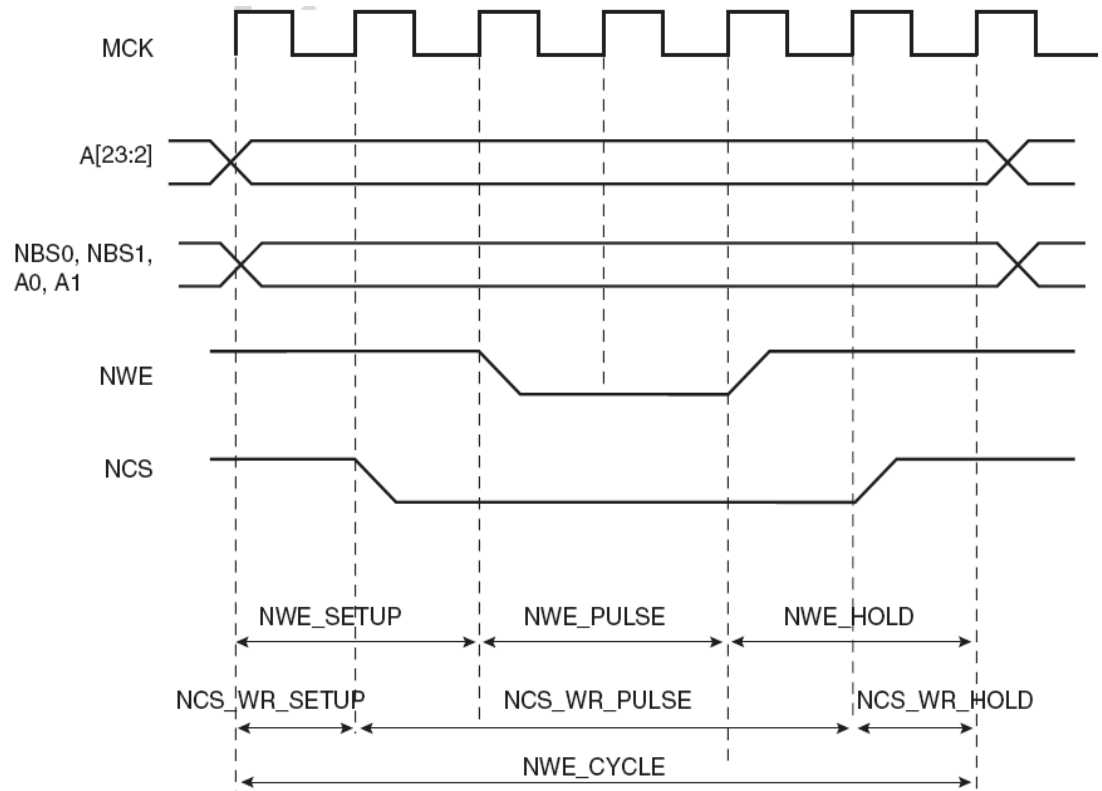 MCK
A[23:2]
NBS0, NBS1,
A0, A1
NWE
NCS
NWE_SETUP
NWE_PULSE
NWE_HOLD
NCS_WR_SETUP
NCS_WR_PULSE
NCS_WR_HOLD
NWE_CYCLE